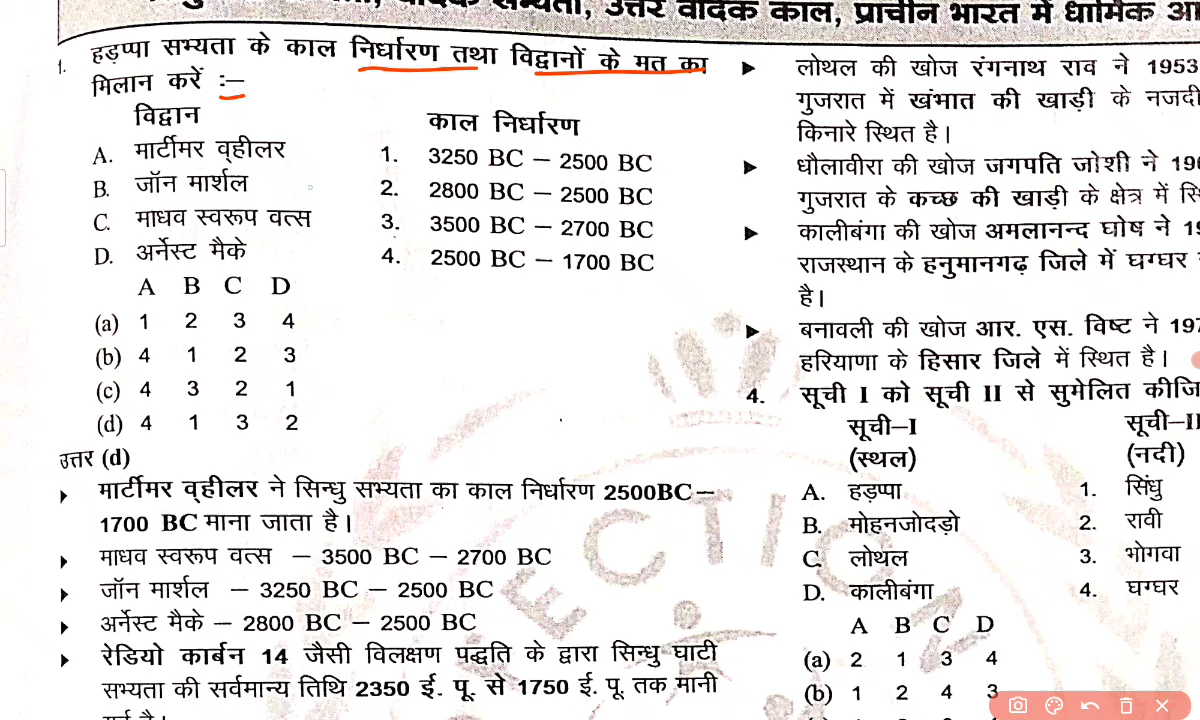 सभ्यता, उत्तर वैदिक काल, प्राचीन भारत में धार्मिक
1. हड़प्पा सभ्यता के काल निर्धारण तथा विद्वानों के मत का
मिलान करें :–
विद्वान काल निर्धारण
A. मार्टीमर व्हीलर 1. 3250 BC – 2500 BC
B. जॉन मार्शल 2. 2800 BC – 2500 BC
C. माधव स्वरूप वत्स 3. 3500 BC – 2700 BC
D. अर्नेस्ट मैके 4. 2500 BC – 1700 BC
A B C D
(a) 1 2 3 4
(b) 4 1 2 3
(c) 4 3 2 1
(d) 4 1 3 2
उत्तर (d)
मार्टीमर व्हीलर ने सिन्धु सभ्यता का काल निर्धारण 2500BC–
1700 BC माना जाता है।
माधव स्वरूप वत्स – 3500 BC – 2700 BC
जॉन मार्शल – 3250 BC – 2500 BC
अर्नेस्ट मैके – 2800 BC – 2500 BC
रेडियो कार्बन 14 जैसी विलक्षण पद्धति के द्वारा सिन्धु घाटी
सभ्यता की सर्वमान्य तिथि 2350 ई. पू. से 1750 ई. पू. तक मानी
लोथल की खोज रंगनाथ राव ने 1953
गुजरात में खंभात की खाड़ी के
किनारे स्थित है।
धौलावीरा की खोज जगपति जोशी ने
गुजरात के कच्छ की खाड़ी के क्षेत्र में
कालीबंगा की खोज अमलानन्द घोष ने
राजस्थान के हनुमानगढ़ जिले में घग्घर
है।
बनावली की खोज आर. एस. विष्ट ने
हरियाणा के हिसार जिले में स्थित है।
4. सूची I को सूची II से सुमेलित
सूची–I सूची–II
(स्थल) (नदी)
A. हड़प्पा 1. सिंधु
B. मोहनजोदड़ो 2. रावी
C. लोथल 3. भोगवा
D. कालीबंगा 4. घग्घर
A B C D
(a) 2 1 3 4
(b) 1 2 4 3